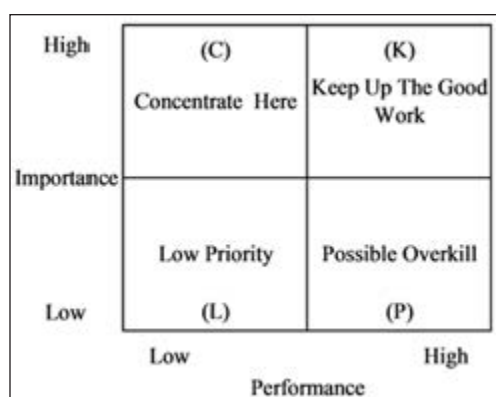 High
(C)
(K)
Concentrate Here
Keep Up The Good
Work
Importance
Low Priority
Possible Overkill
Low
(L)
(P)
Low
High
Performance